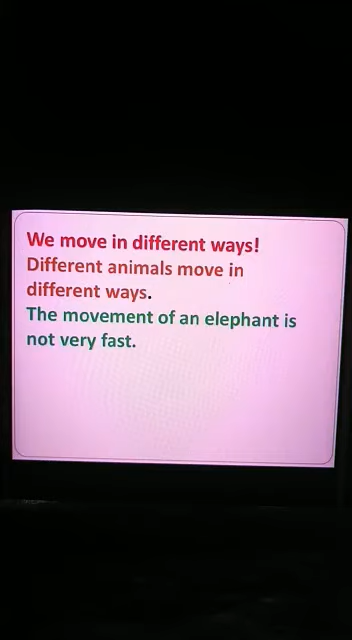 We move in different ways!
Different animals move in
different ways.
The movement of an elephant is
not very fast.